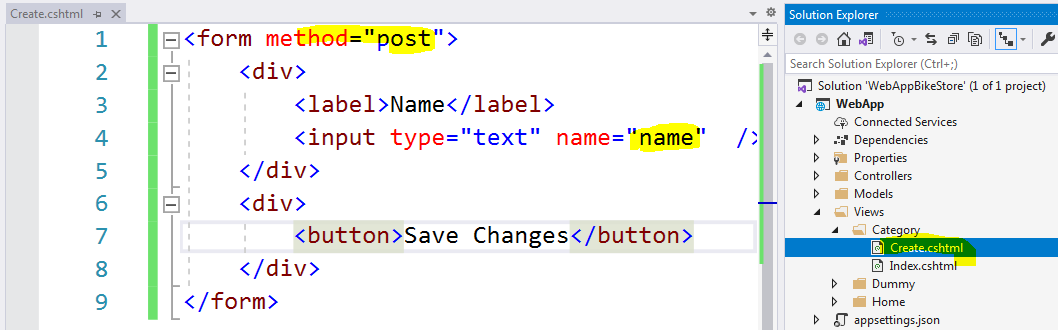 Create.cshtml
1 <form method="post">
2 <div>
3 <label>Name</label>
4 <input type="text" name="name" />
5 </div>
6 <div>
7 <button>Save Changes</button>
8 </div>
9 </form>
Solution Explorer
Search Solution Explorer (Ctrl+;)
Solution 'WebAppBikeStore' (1 of 1 project)
WebApp
Connected Services
Dependencies
Properties
Controllers
Models
Views
Category
Create.cshtml
Index.cshtml
Dummy
Home
appsettings.json